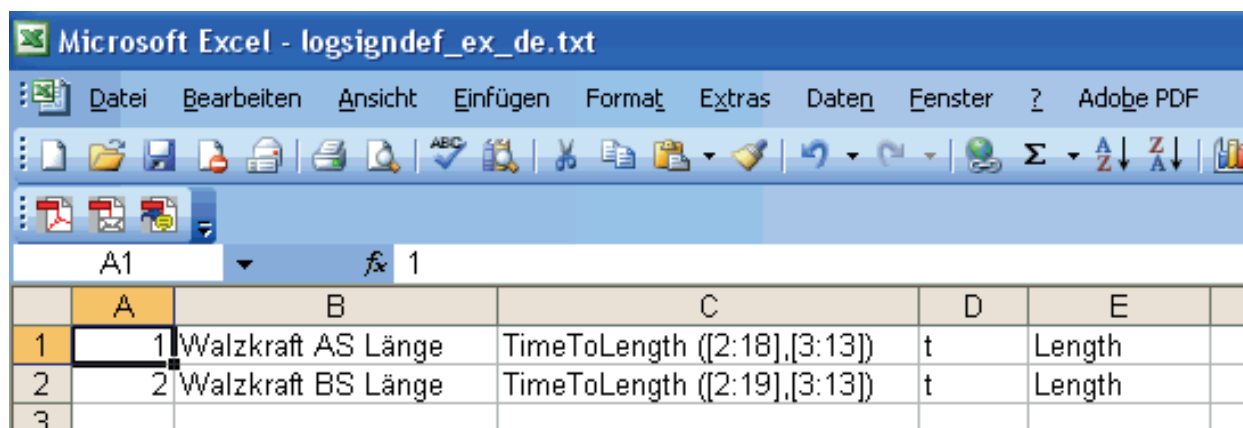 Microsoft Excel - logsigndef_ex_de.txt
Datei Bearbeiten Ansicht Einfügen Format Extras Daten Fenster ? Adobe PDF
ABC Σ A Z Z A
A1 fx 1
A B C D E
1 1 Walzkraft AS Länge TimeToLength ([2:18],[3:13]) t Length
2 2 Walzkraft BS Länge TimeToLength ([2:19],[3:13]) t Length
3